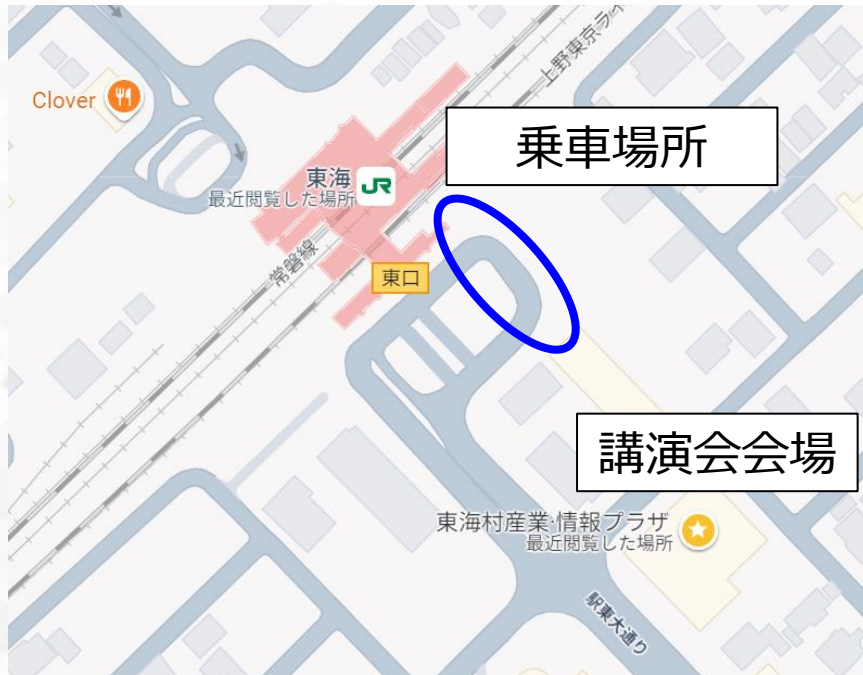 上野東京ライ
Clover
乗車場所
東海
JR
最近閲覧した場所
常磐線
東口
講演会会場
東海村産業・情報プラザ
最近閲覧した場所
駅東大通り